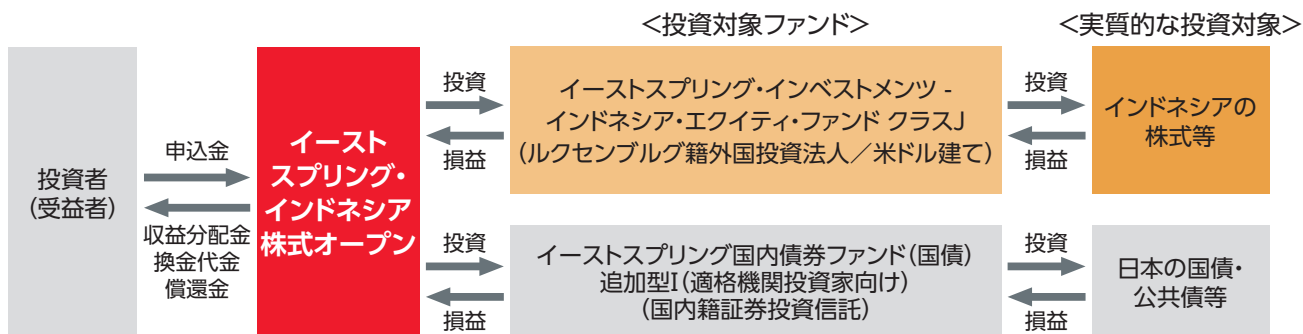 ＜投資対象ファンド＞
＜実質的な投資対象＞
投資者
（受益者）
申込金
収益分配金
換金代金
償還金
イースト
スプリング・
インドネシア
株式オープン
投資
損益
イーストスプリング・インベストメンツ -
インドネシア・エクイティ・ファンド クラスJ
（ルクセンブルグ籍外国投資法人／米ドル建て）
投資
損益
インドネシアの
株式等
投資
損益
イーストスプリング国内債券ファンド（国債）
追加型I（適格機関投資家向け）
（国内籍証券投資信託）
投資
損益
日本の国債・
公共債等